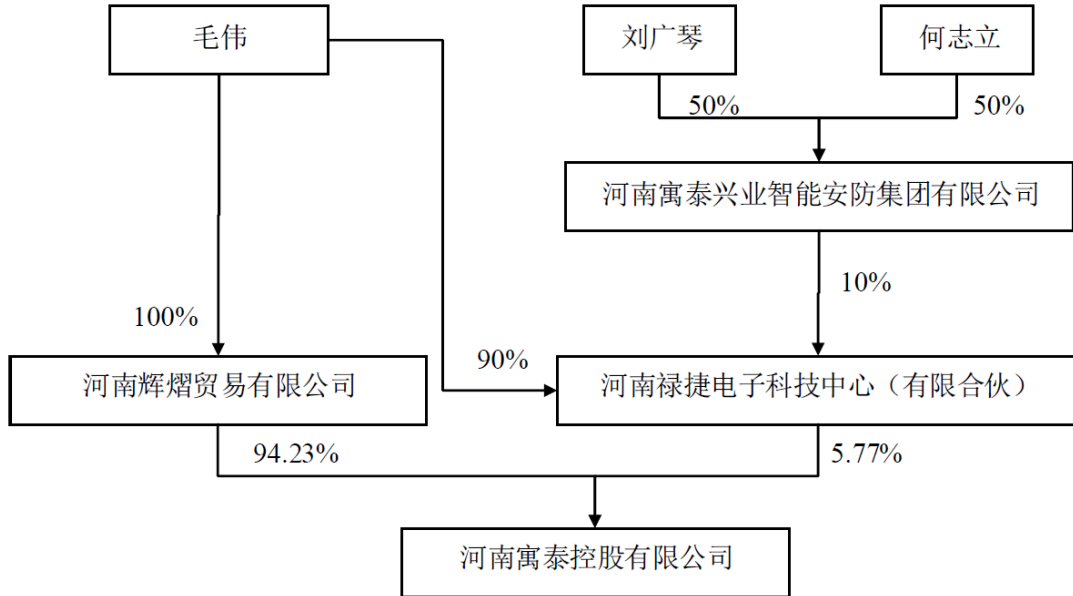 毛伟
刘广琴
何志立
50%
50%
河南寓泰兴业智能安防集团有限公司
10%
100%
90%
河南辉熠贸易有限公司
河南禄捷电子科技中心（有限合伙）
94.23%
5.77%
河南寓泰控股有限公司